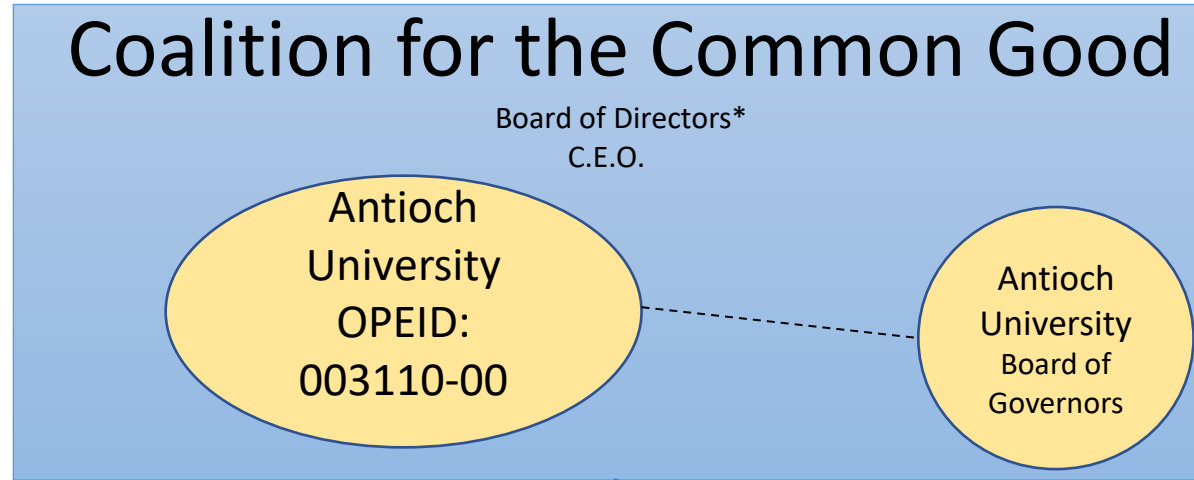 Coalition for the Common Good
Board of Directors*
C.E.O.
Antioch
University
OPEID:
003110-00
Antioch
University
Board of
Governors